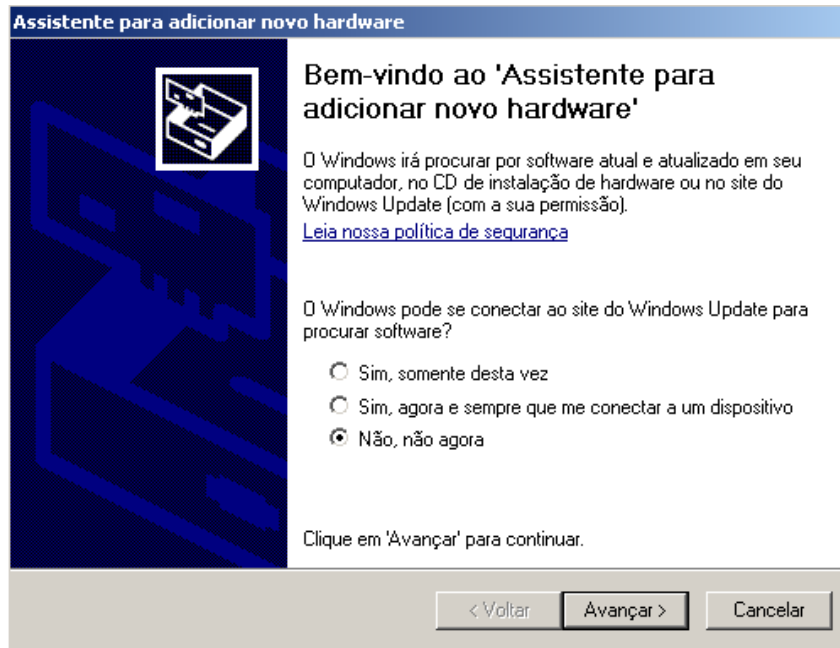 Assistente para adicionar novo hardware
Bem-vindo ao 'Assistente para
adicionar novo hardware'
O Windows irá procurar por software atual e atualizado em seu
computador, no CD de instalação de hardware ou no site do
Windows Update (com a sua permissão).
Leia nossa política de segurança
O Windows pode se conectar ao site do Windows Update para
procurar software?
Sim, somente desta vez
Sim, agora e sempre que me conectar a um dispositivo
Não, não agora
Clique em 'Avançar' para continuar.
< Voltar
Avançar >
Cancelar